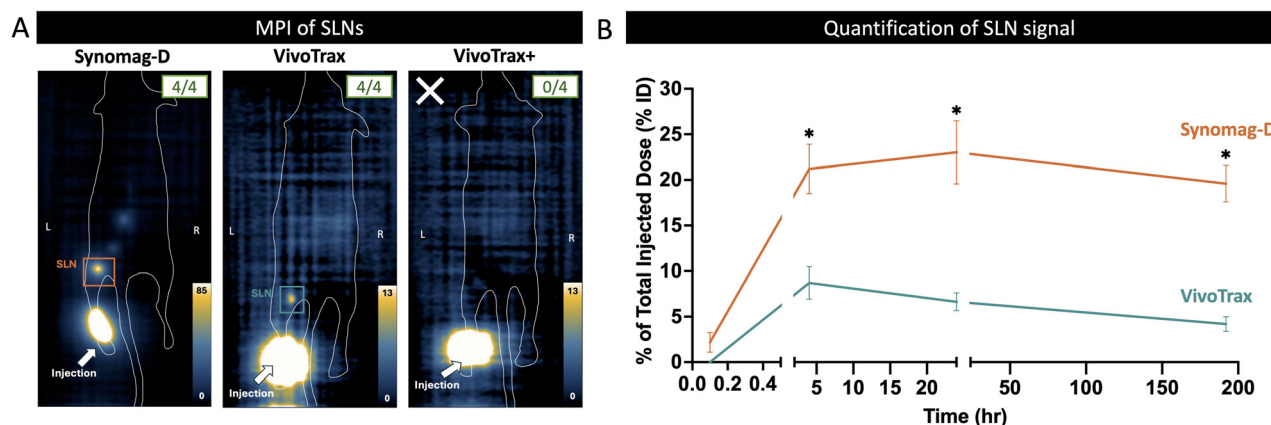 A
MPI of SLNs
Synomag-D
VivoTrax
VivoTrax+
4/4
4/4
0/4
L
R
SLN
85
0
Injection
L
R
SLN
13
0
Injection
L
R
13
0
Injection
B
Quantification of SLN signal
% of Total Injected Dose (% ID)
30
25
20
15
10
5
0
*
*
*
Synomag-D
VivoTrax
0.0 0.2 0.4 5 10 15 20 50 100 150 200
Time (hr)